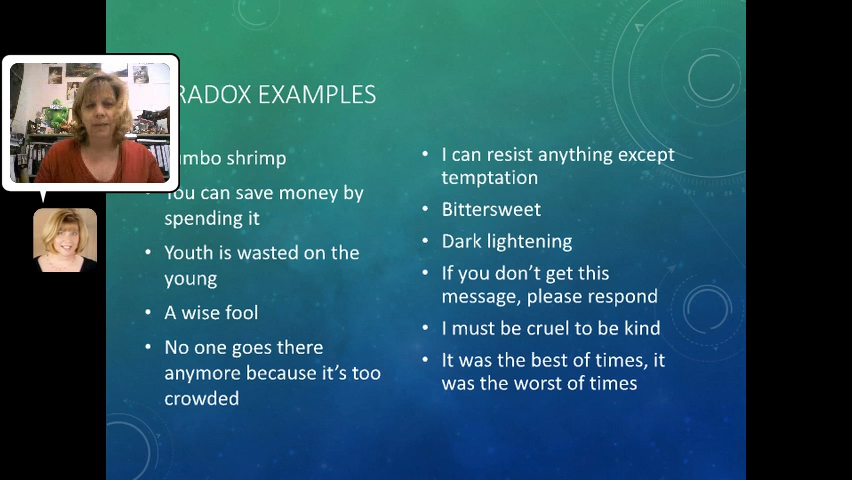 RADOX EXAMPLES
umbo shrimp
You can save money by
spending it
Youth is wasted on the
young
A wise fool
No one goes there
anymore because it's too
crowded
I can resist anything except
temptation
Bittersweet
Dark lightening
If you don't get this
message, please respond
I must be cruel to be kind
It was the best of times, it
was the worst of times